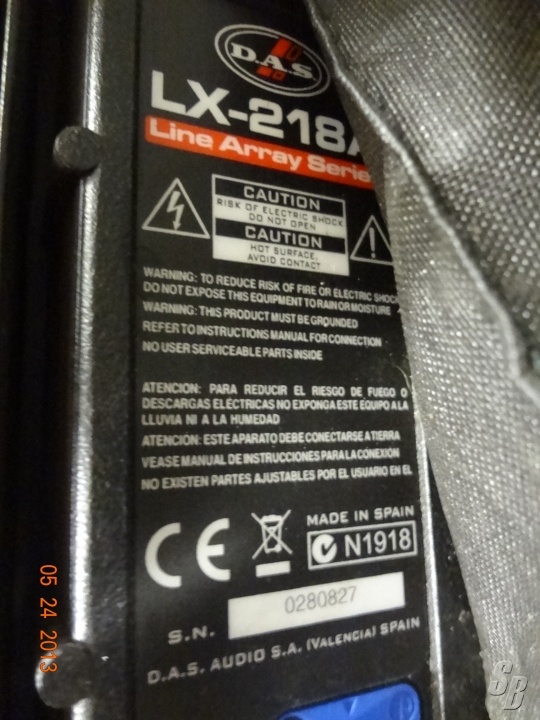 D.A.S.
LX-218A
Line Array Serie
CAUTION
RISK OF ELECTRIC SHOCK
DO NOT OPEN
CAUTION
HOT SURFACE,
AVOID CONTACT
WARNING: TO REDUCE RISK OF FIRE OR ELECTRIC SHOCK
DO NOT EXPOSE THIS EQUIPMENT TO RAIN OR MOISTURE
WARNING: THIS PRODUCT MUST BE GROUNDED
REFER TO INSTRUCTIONS MANUAL FOR CONNECTION
NO USER SERVICEABLE PARTS INSIDE
ATENCION: PARA REDUCIR EL RIESGO DE FUEGO O
DESCARGAS ELÉCTRICAS NO EXPONGA ESTE EQUIPO A LA
LLUVIA NI A LA HUMEDAD
ATENCIÓN: ESTE APARATO DEBE CONECTARSE A TIERRA
VEASE MANUAL DE INSTRUCCIONES PARA LA CONEXIÓN
NO EXISTEN PARTES AJUSTABLES POR EL USUARIO EN EL
CE
MADE IN SPAIN
N1918
S.N. 0280827
D.A.S. AUDIO S.A. (VALENCIA) SPAIN
05 24 2013
SB